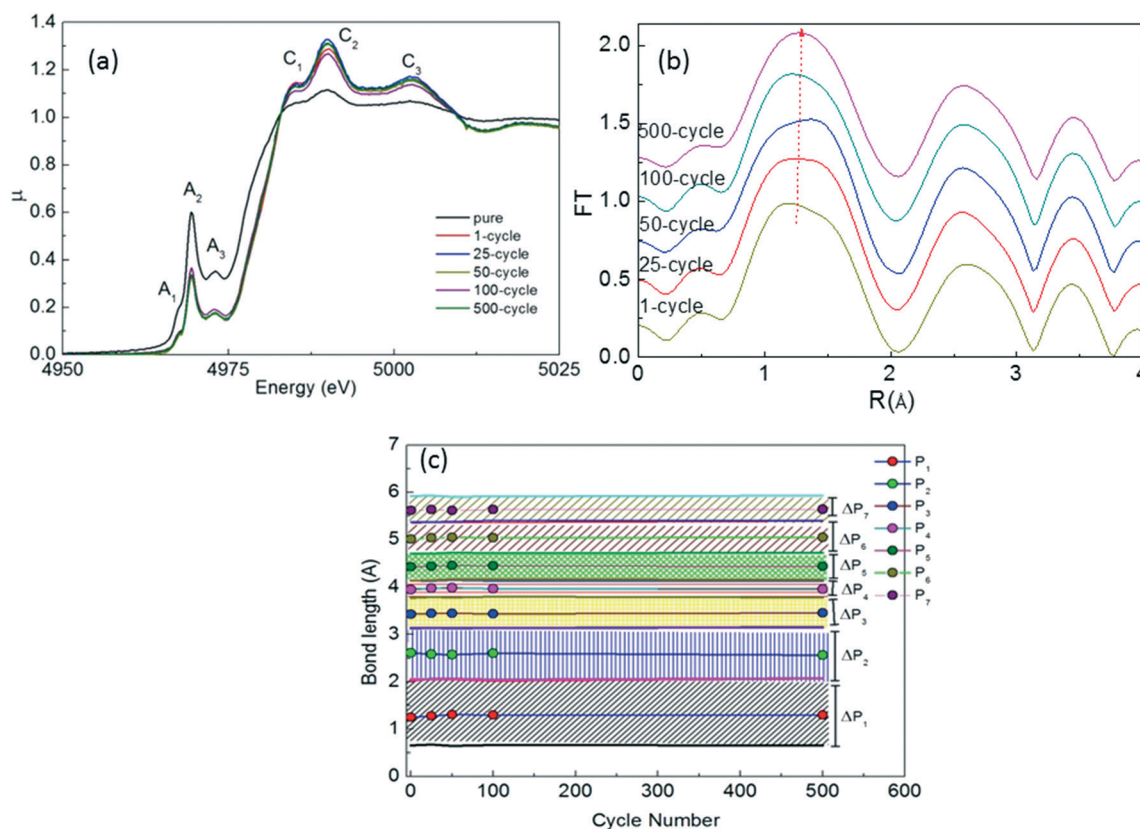 (a)
1.4
1.2
1.0
0.8
0.6
0.4
0.2
0.0
μ
A₁
A₂
A₃
C₁
C₂
C₃
pure
1-cycle
25-cycle
50-cycle
100-cycle
500-cycle
4950 4975 5000 5025
Energy (eV)
(b)
2.0
1.5
1.0
0.5
0.0
FT
500-cycle
100-cycle
50-cycle
25-cycle
1-cycle
0 1 2 3 4
R(Å)
(c)
7
6
5
4
3
2
1
0
Bond length (A)
ΔP₇
ΔP₆
ΔP₅
ΔP₄
ΔP₃
ΔP₂
ΔP₁
P₁
P₂
P₃
P₄
P₅
P₆
P₇
0 100 200 300 400 500 600
Cycle Number